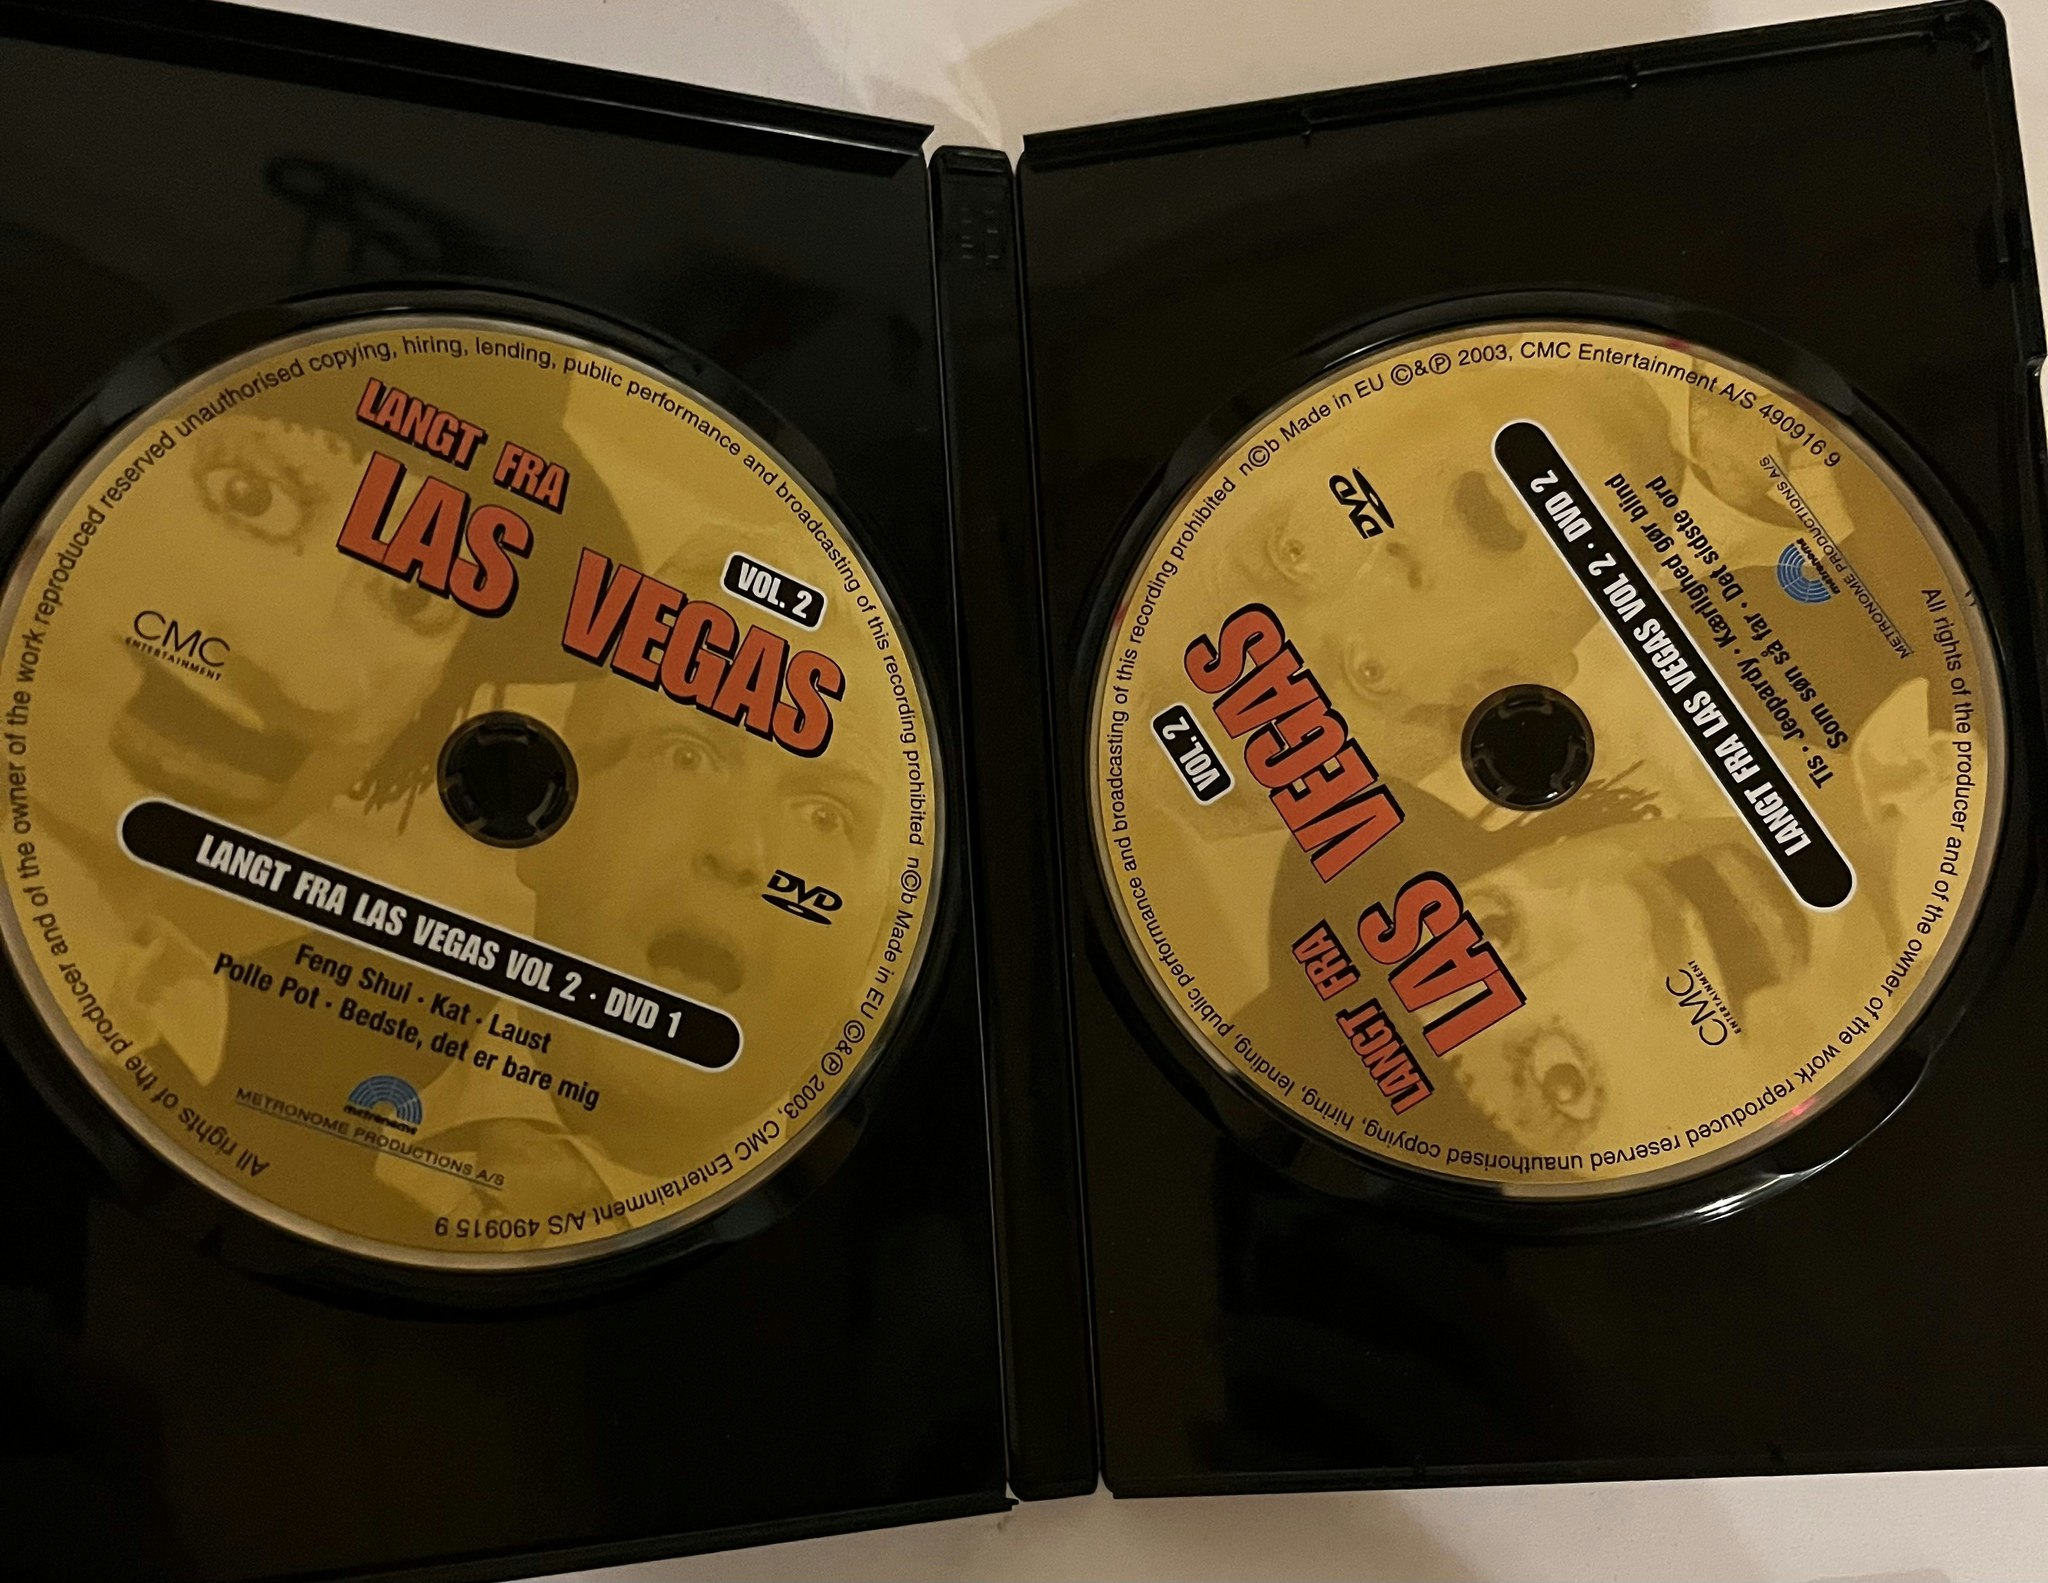 LANGT FRA
LAS VEGAS
VOL. 2
CMC
ENTERTAINMENT
DVD
LANGT FRA LAS VEGAS VOL 2 · DVD 1
Feng Shui · Kat · Laust
Polle Pot · Bedste, det er bare mig
metronome
METRONOME PRODUCTIONS A/S
All rights of the producer and of the owner of the work reproduced reserved unauthorised copying, hiring, lending, public performance and broadcasting of this recording prohibited n©b Made in EU ©&℗ 2003, CMC Entertainment A/S 490915 9
LANGT FRA
LAS VEGAS
VOL. 2
CMC
ENTERTAINMENT
DVD
LANGT FRA LAS VEGAS VOL 2 · DVD 2
Tis · Jeopardy · Kærlighed gør blind
Som søn så far · Det sidste ord
metronome
METRONOME PRODUCTIONS A/S
All rights of the producer and of the owner of the work reproduced reserved unauthorised copying, hiring, lending, public performance and broadcasting of this recording prohibited n©b Made in EU ©&℗ 2003, CMC Entertainment A/S 490916 9